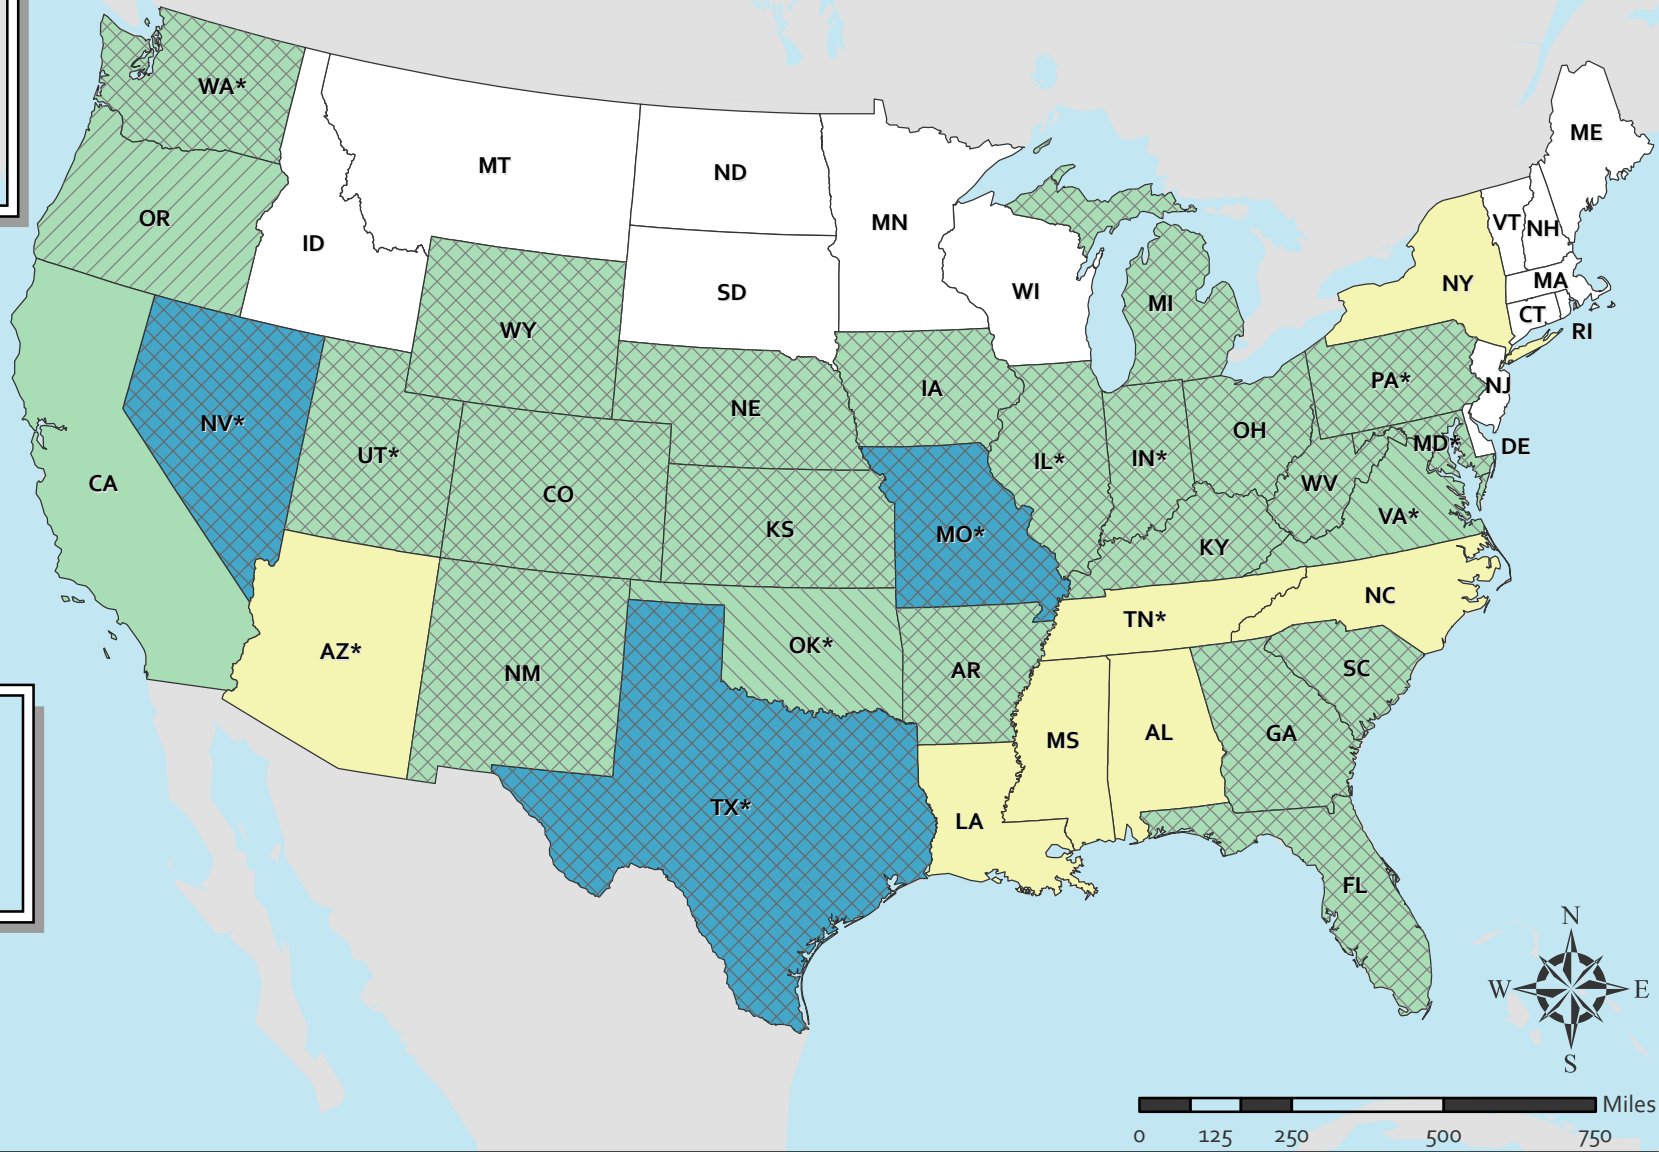 WA*
ME
MT
ND
OR
MN
VT
NH
ID
NY
MA
SD
WI
MI
CT
RI
WY
PA*
NJ
IA
NE
NV*
OH
MD*
DE
UT*
IL*
IN*
CA
WV
CO
VA*
KS
MO*
KY
NC
TN*
AZ*
OK*
NM
AR
SC
MS
AL
GA
TX*
LA
FL
N
W
E
S
Miles
0 125 250 500 750